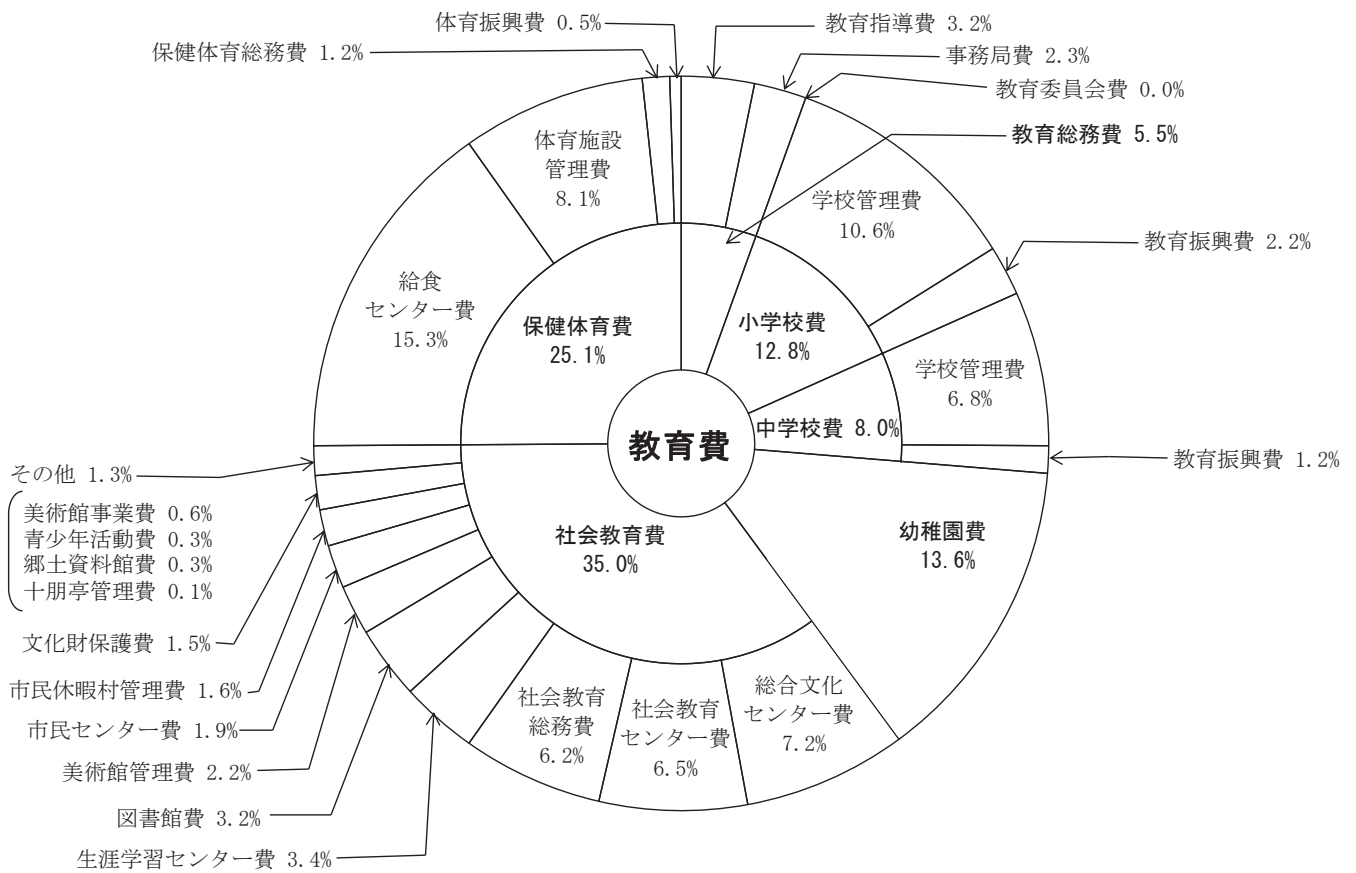 体育振興費 0.5%
教育指導費 3.2%
保健体育総務費 1.2%
事務局費 2.3%
教育委員会費 0.0%
教育総務費 5.5%
体育施設
管理費
8.1%
学校管理費
10.6%
教育振興費 2.2%
給食
センター費
15.3%
保健体育費
25.1%
小学校費
12.8%
学校管理費
6.8%
中学校費 8.0%
教育費
教育振興費 1.2%
その他 1.3%
美術館事業費 0.6%
青少年活動費 0.3%
郷土資料館費 0.3%
十朋亭管理費 0.1%
社会教育費
35.0%
幼稚園費
13.6%
文化財保護費 1.5%
市民休暇村管理費 1.6%
市民センター費 1.9%
美術館管理費 2.2%
図書館費 3.2%
生涯学習センター費 3.4%
社会教育
総務費
6.2%
社会教育
センター費
6.5%
総合文化
センター費
7.2%